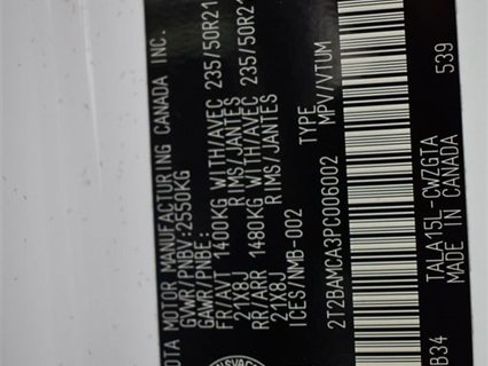 OTA MOTOR MANUFACTURING CANADA INC.
GVWR/PNBV:2550KG
GAWR/PNBE:
FR/AVT 1400KG WITH/AVEC 235/50R21
21X8J RIMS/JANTES
RR/ARR 1480KG WITH/AVEC 235/50R21
21X8J RIMS/JANTES
ICES/NMB-002
TYPE
2T2BAMCA3PC006002 MPV/VTUM
B34 TALA15L-CWZGTA 539
MADE IN CANADA